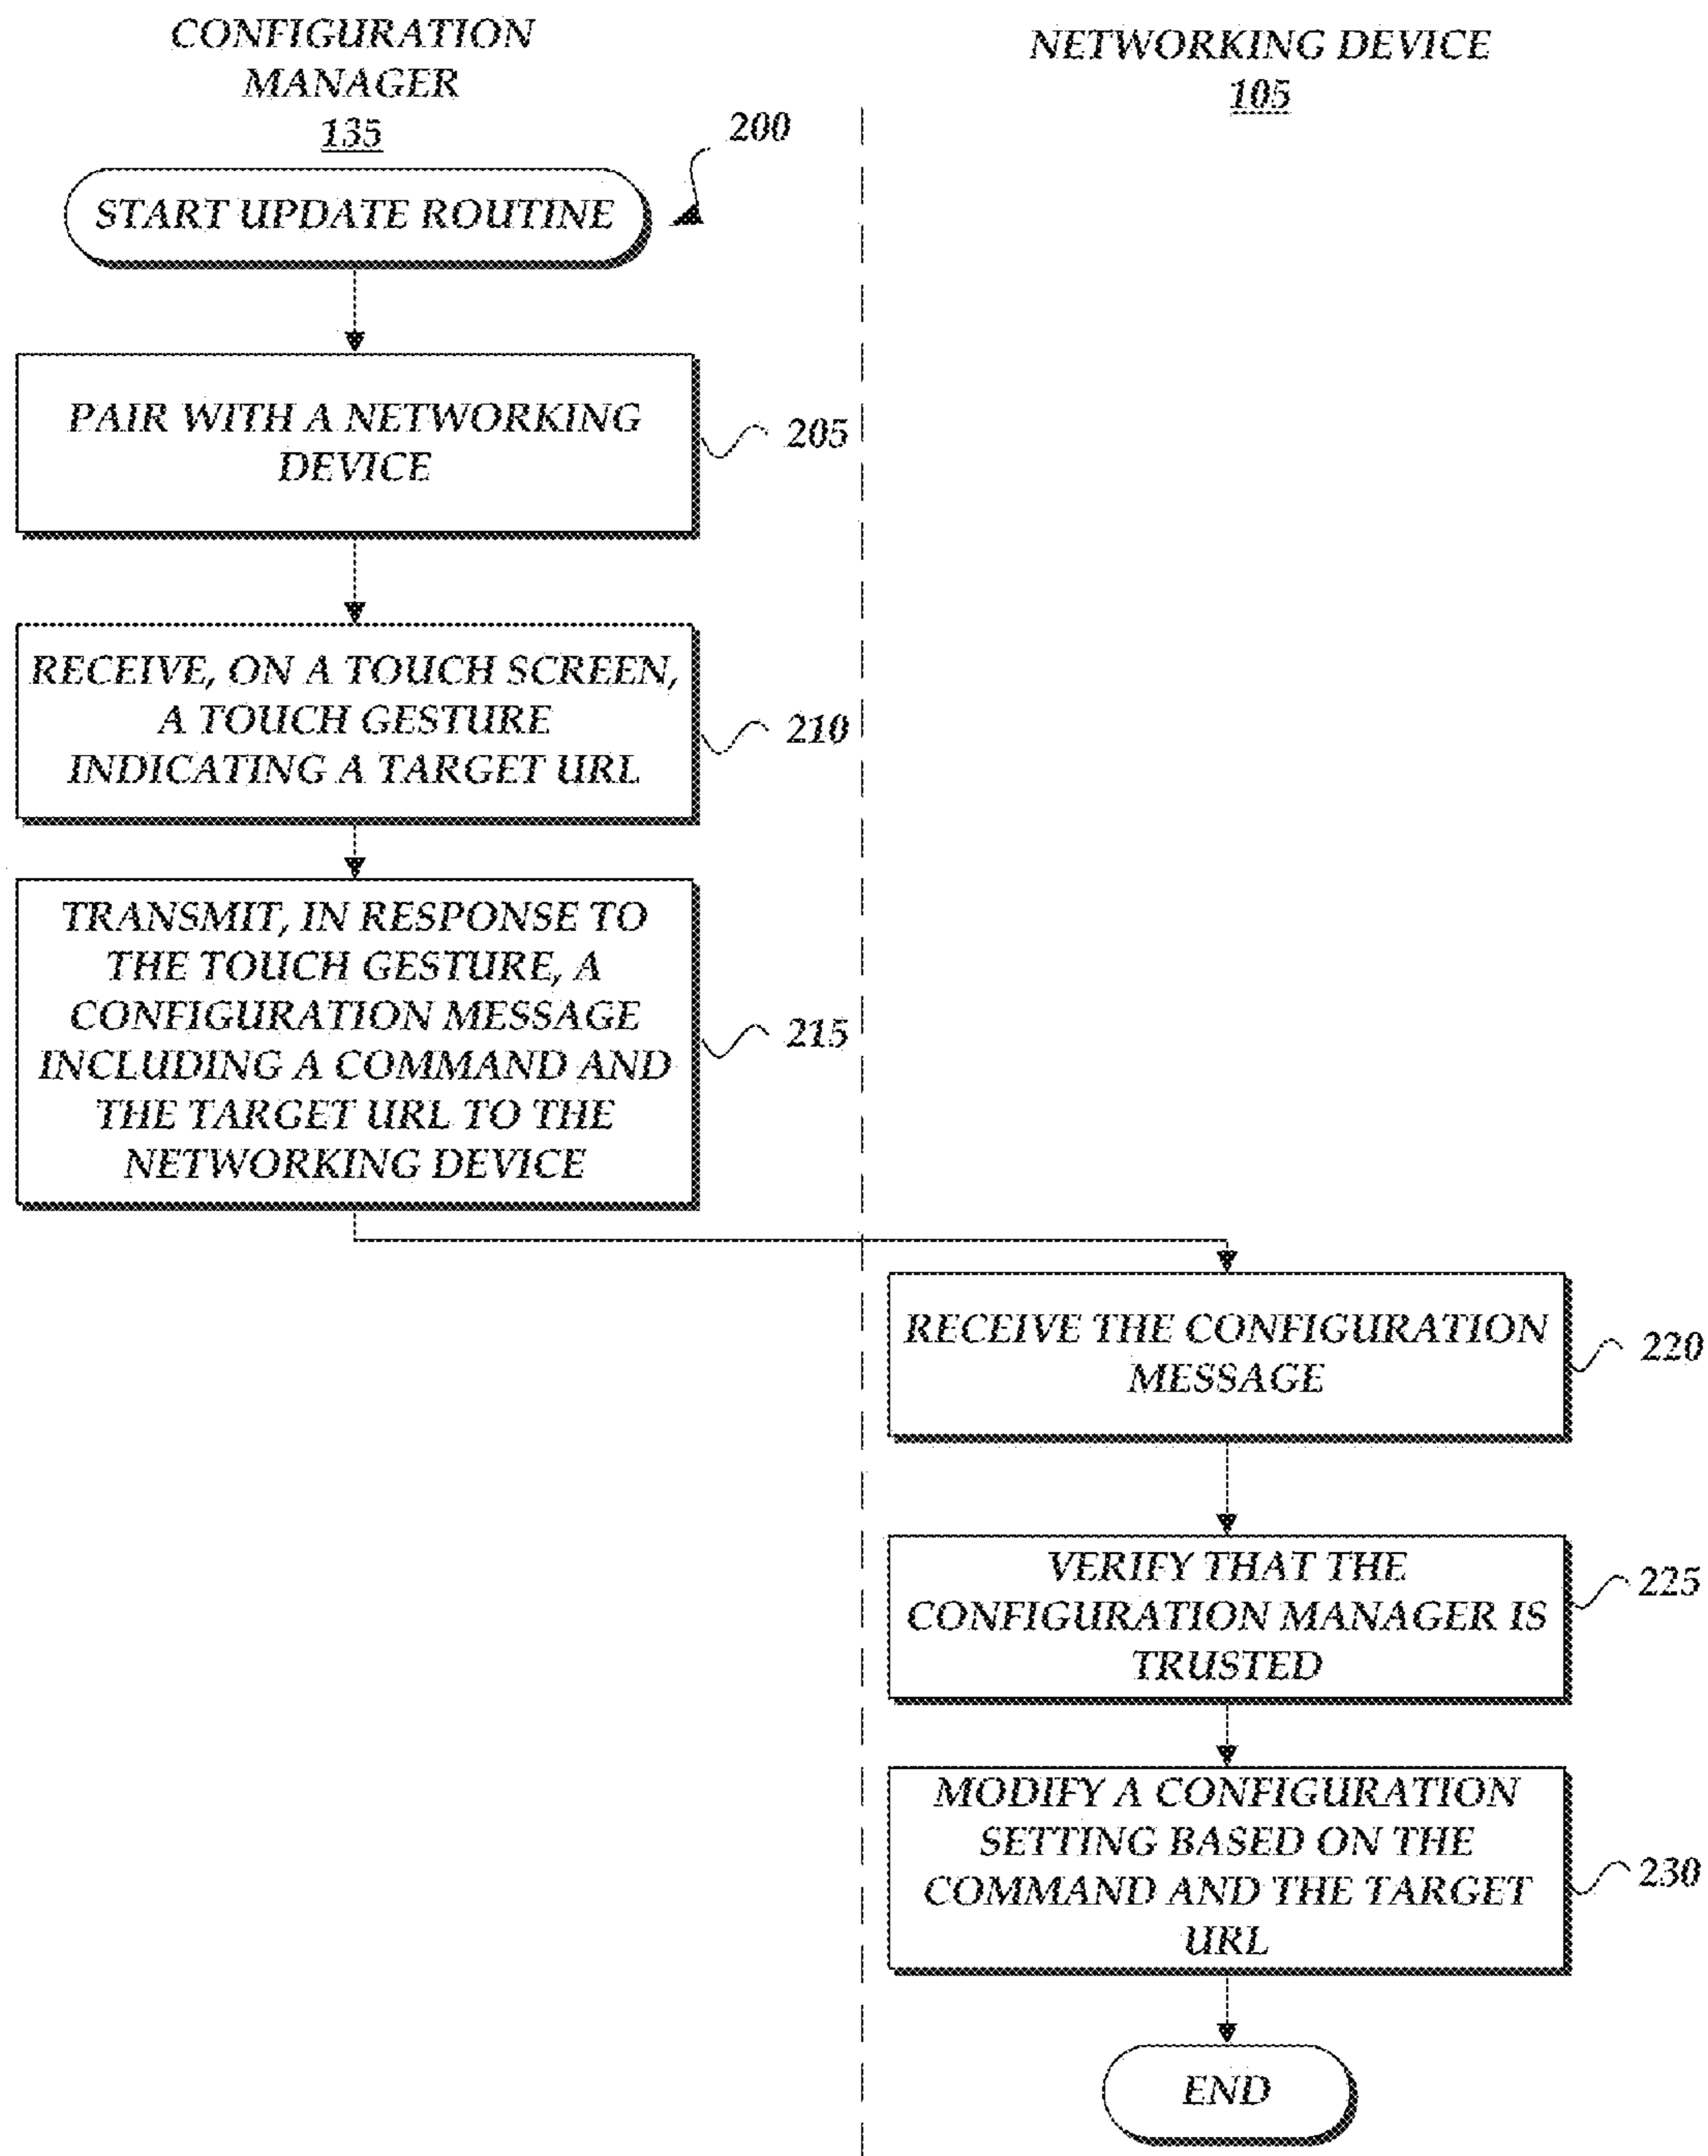 CONFIGURATION
MANAGER
135
NETWORKING DEVICE
105
200
START UPDATE ROUTINE
PAIR WITH A NETWORKING
DEVICE
205
RECEIVE, ON A TOUCH SCREEN,
A TOUCH GESTURE
INDICATING A TARGET URL
210
TRANSMIT, IN RESPONSE TO
THE TOUCH GESTURE, A
CONFIGURATION MESSAGE
INCLUDING A COMMAND AND
THE TARGET URL TO THE
NETWORKING DEVICE
215
RECEIVE THE CONFIGURATION
MESSAGE
220
VERIFY THAT THE
CONFIGURATION MANAGER IS
TRUSTED
225
MODIFY A CONFIGURATION
SETTING BASED ON THE
COMMAND AND THE TARGET
URL
230
END